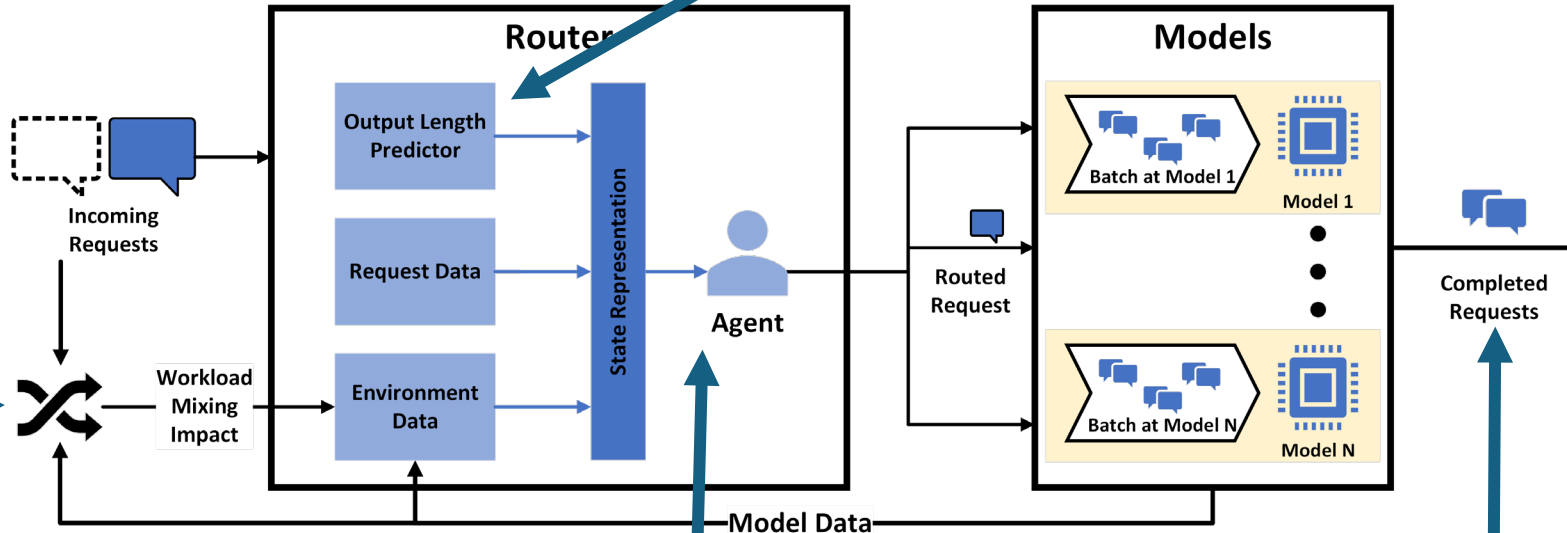 Router
Models
Output Length
Predictor
Request Data
Environment
Data
State Representation
Agent
Incoming
Requests
Workload
Mixing
Impact
Routed
Request
Batch at Model 1
Model 1
Batch at Model N
Model N
Completed
Requests
Model Data